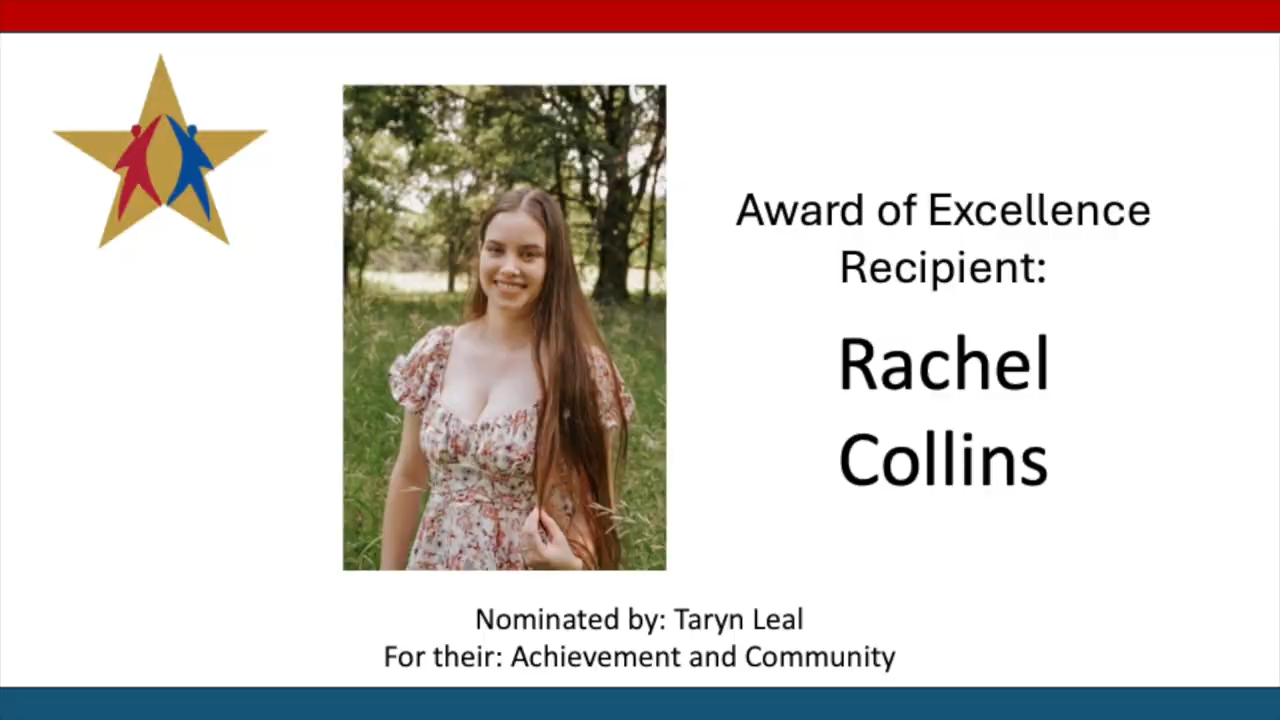 Award of Excellence
Recipient:
Rachel
Collins
Nominated by: Taryn Leal
For their: Achievement and Community